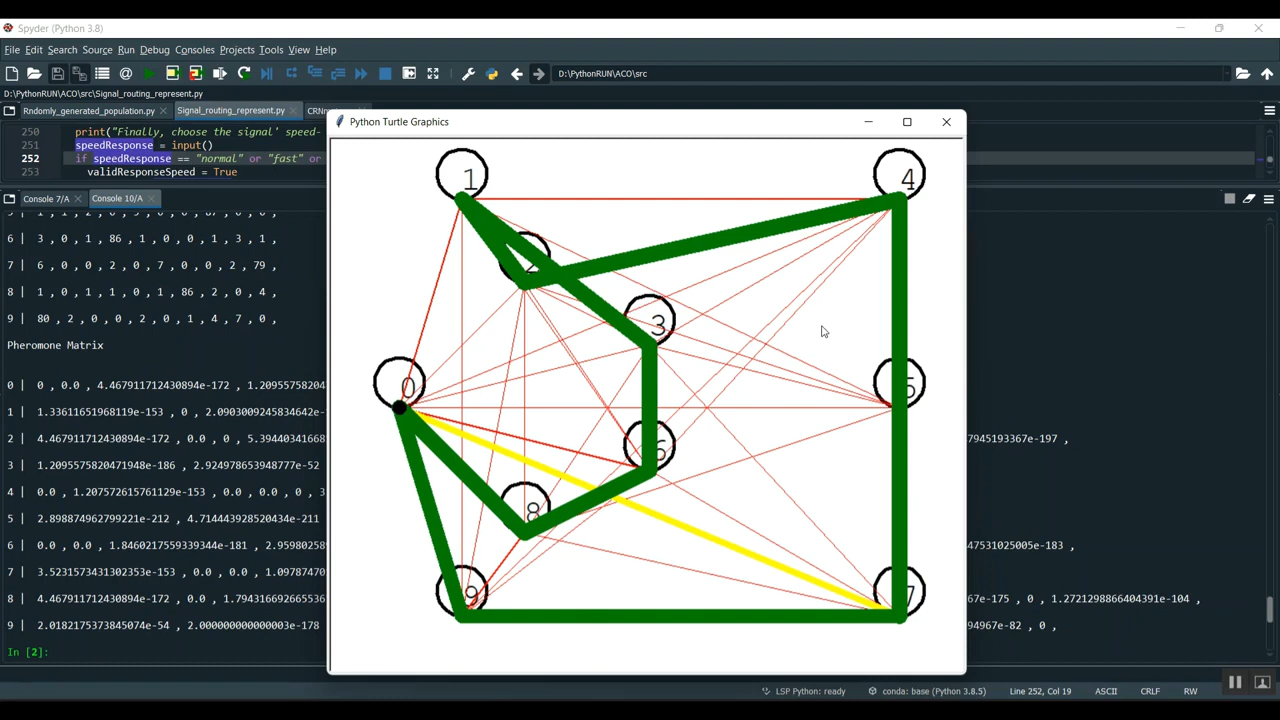 Spyder (Python 3.8)
File Edit Search Source Run Debug Consoles Projects Tools View Help
D:\PythonRUN\ACO\src
D:\PythonRUN\ACO\src\Signal_routing_represent.py
Rndomly_generated_population.py Signal_routing_represent.py
250 print("Finally, choose the signal' speed-
251 speedResponse = input()
252 if speedResponse == "normal" or "fast" or
253 validResponseSpeed = True
Console 7/A Console 10/A
6 | 3 , 0 , 1 , 86 , 1 , 0 , 0 , 1 , 3 , 1 ,
7 | 6 , 0 , 0 , 2 , 0 , 7 , 0 , 0 , 2 , 79 ,
8 | 1 , 0 , 1 , 1 , 0 , 1 , 86 , 2 , 0 , 4 ,
9 | 80 , 2 , 0 , 0 , 2 , 0 , 1 , 4 , 7 , 0 ,
Pheromone Matrix
0 | 0 , 0.0 , 4.467911712430894e-172 , 1.20955758204
1 | 1.33611651968119e-153 , 0 , 2.0903009245834642e-
2 | 4.467911712430894e-172 , 0.0 , 0 , 5.39440341668 7945193367e-197 ,
3 | 1.2095575820471948e-186 , 2.924978653948777e-52
4 | 0.0 , 1.207572615761129e-153 , 0.0 , 0.0 , 0 , 3
5 | 2.898874962799221e-212 , 4.714443928520434e-211
6 | 0.0 , 0.0 , 1.8460217559339344e-181 , 2.95980258 47531025005e-183 ,
7 | 3.5231573431302353e-153 , 0.0 , 0.0 , 1.09787470
8 | 4.467911712430894e-172 , 0.0 , 1.79431669266553 67e-175 , 0 , 1.2721298866404391e-104 ,
9 | 2.0182175373845074e-54 , 2.000000000000003e-178 94967e-82 , 0 ,
In [2]:
Python Turtle Graphics
1
4
3
0
5
6
8
9
7
LSP Python: ready conda: base (Python 3.8.5) Line 252, Col 19 ASCII CRLF RW